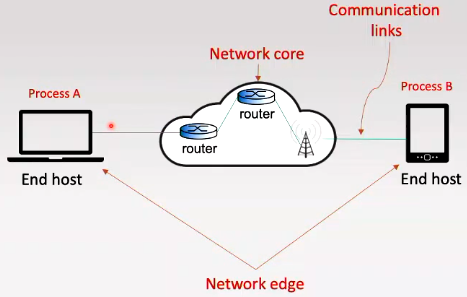 Communication
links
Network core
Process A
Process B
router
router
End host
End host
Network edge